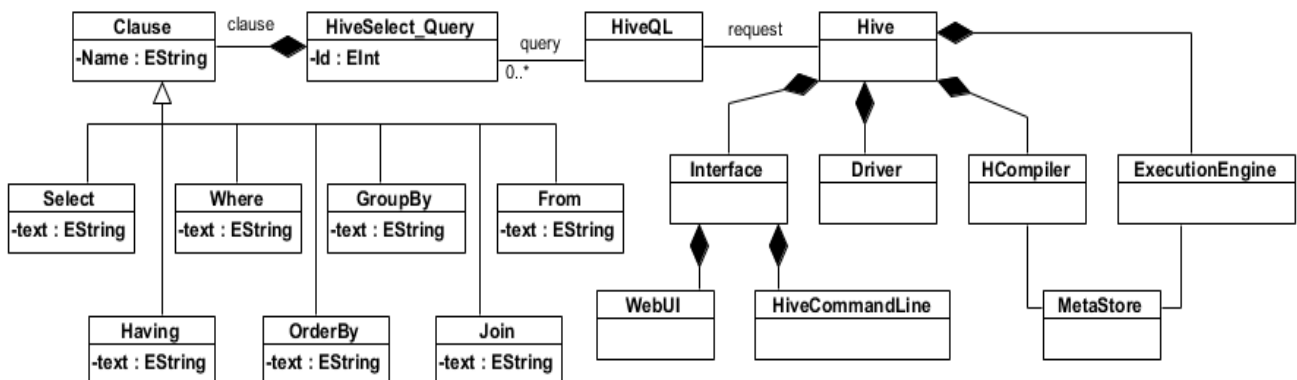 Clause
-Name : EString
clause
HiveSelect_Query
-Id : EInt
query
0..*
HiveQL
request
Hive
Interface
Driver
HCompiler
ExecutionEngine
Select
-text : EString
Where
-text : EString
GroupBy
-text : EString
From
-text : EString
WebUI
HiveCommandLine
MetaStore
Having
-text : EString
OrderBy
-text : EString
Join
-text : EString